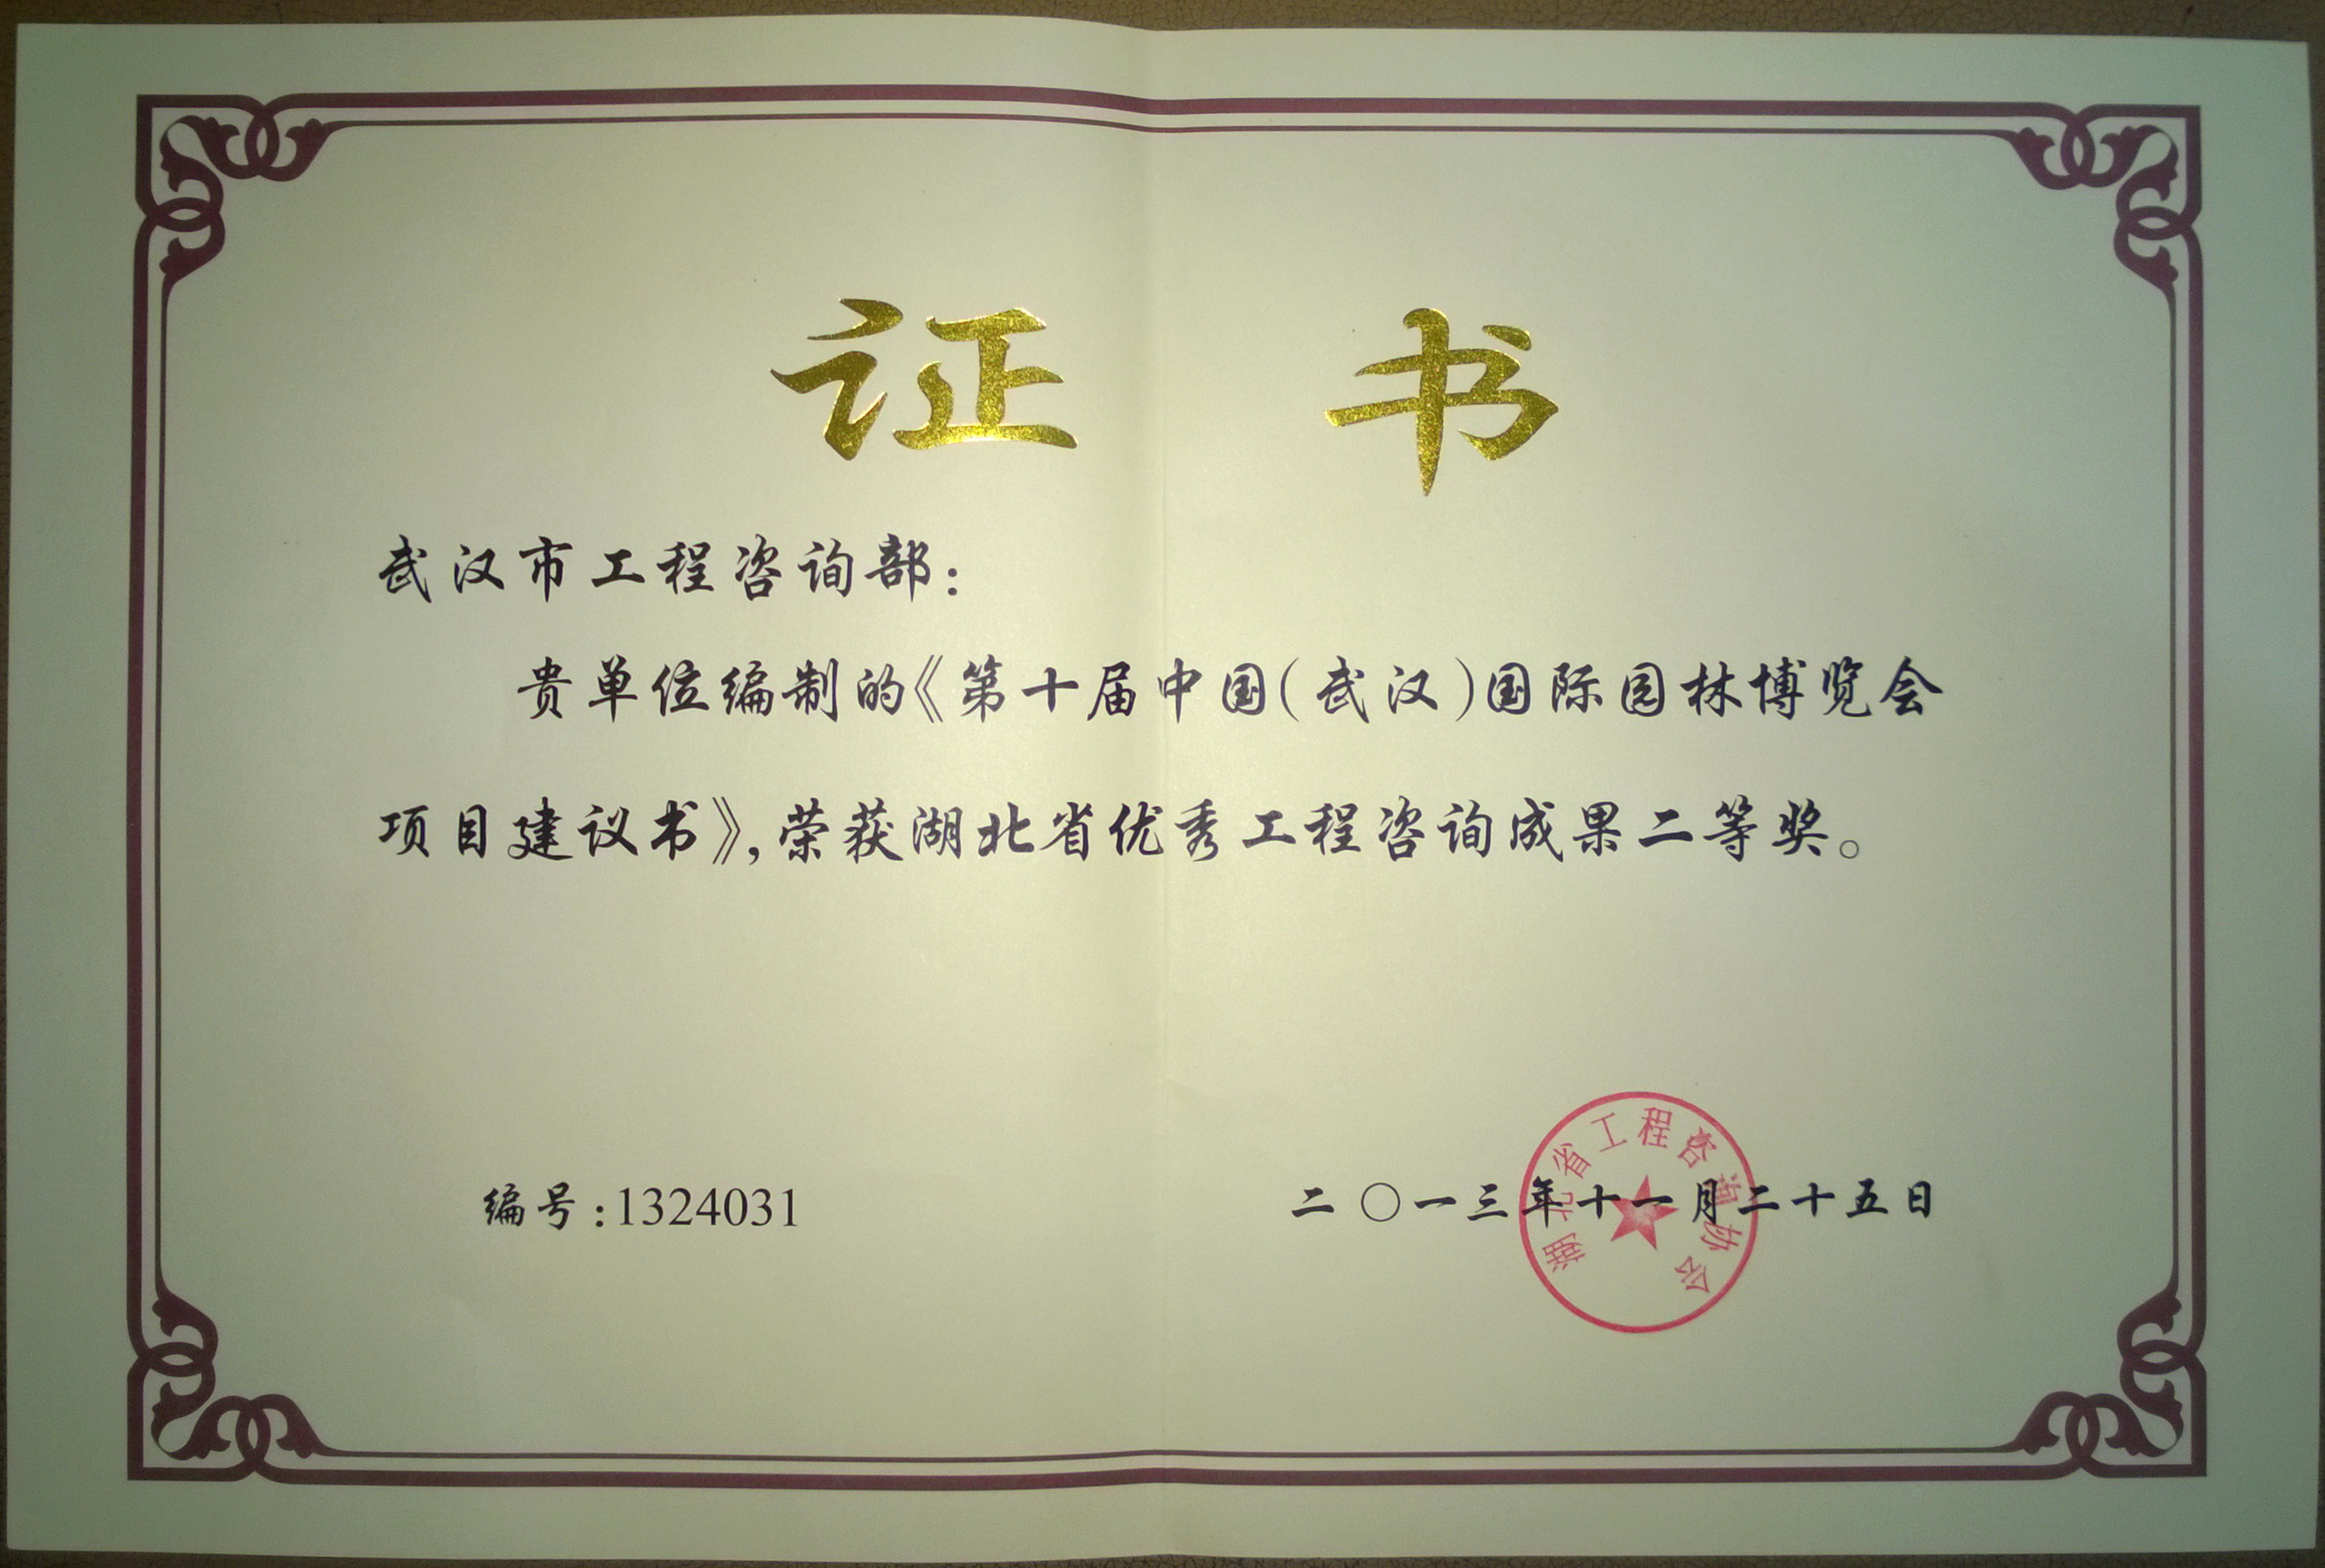 证 书
武汉市工程咨询部:
贵单位编制的《第十届中国(武汉)国际园林博览会
项目建议书》,荣获湖北省优秀工程咨询成果二等奖。
编号:1324031
二〇一三年十一月二十五日
湖北省工程咨询协会